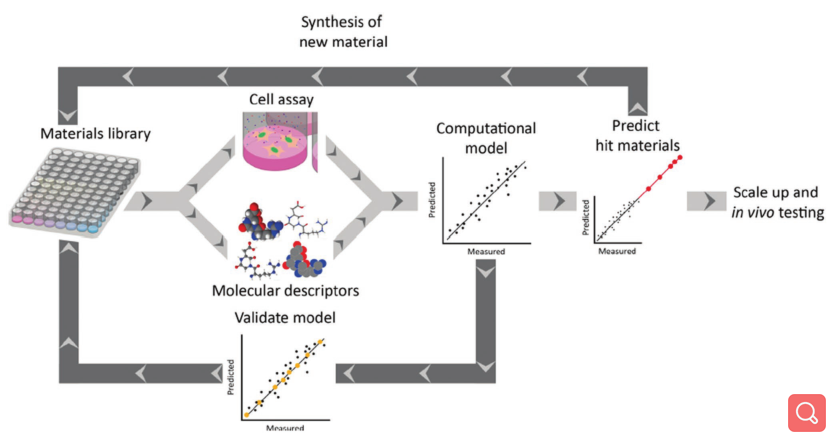 Synthesis of
new material
Cell assay
Materials library
Computational
model
Predict
hit materials
Predicted
Measured
Predicted
Measured
Scale up and
in vivo testing
Molecular descriptors
Validate model
Predicted
Measured